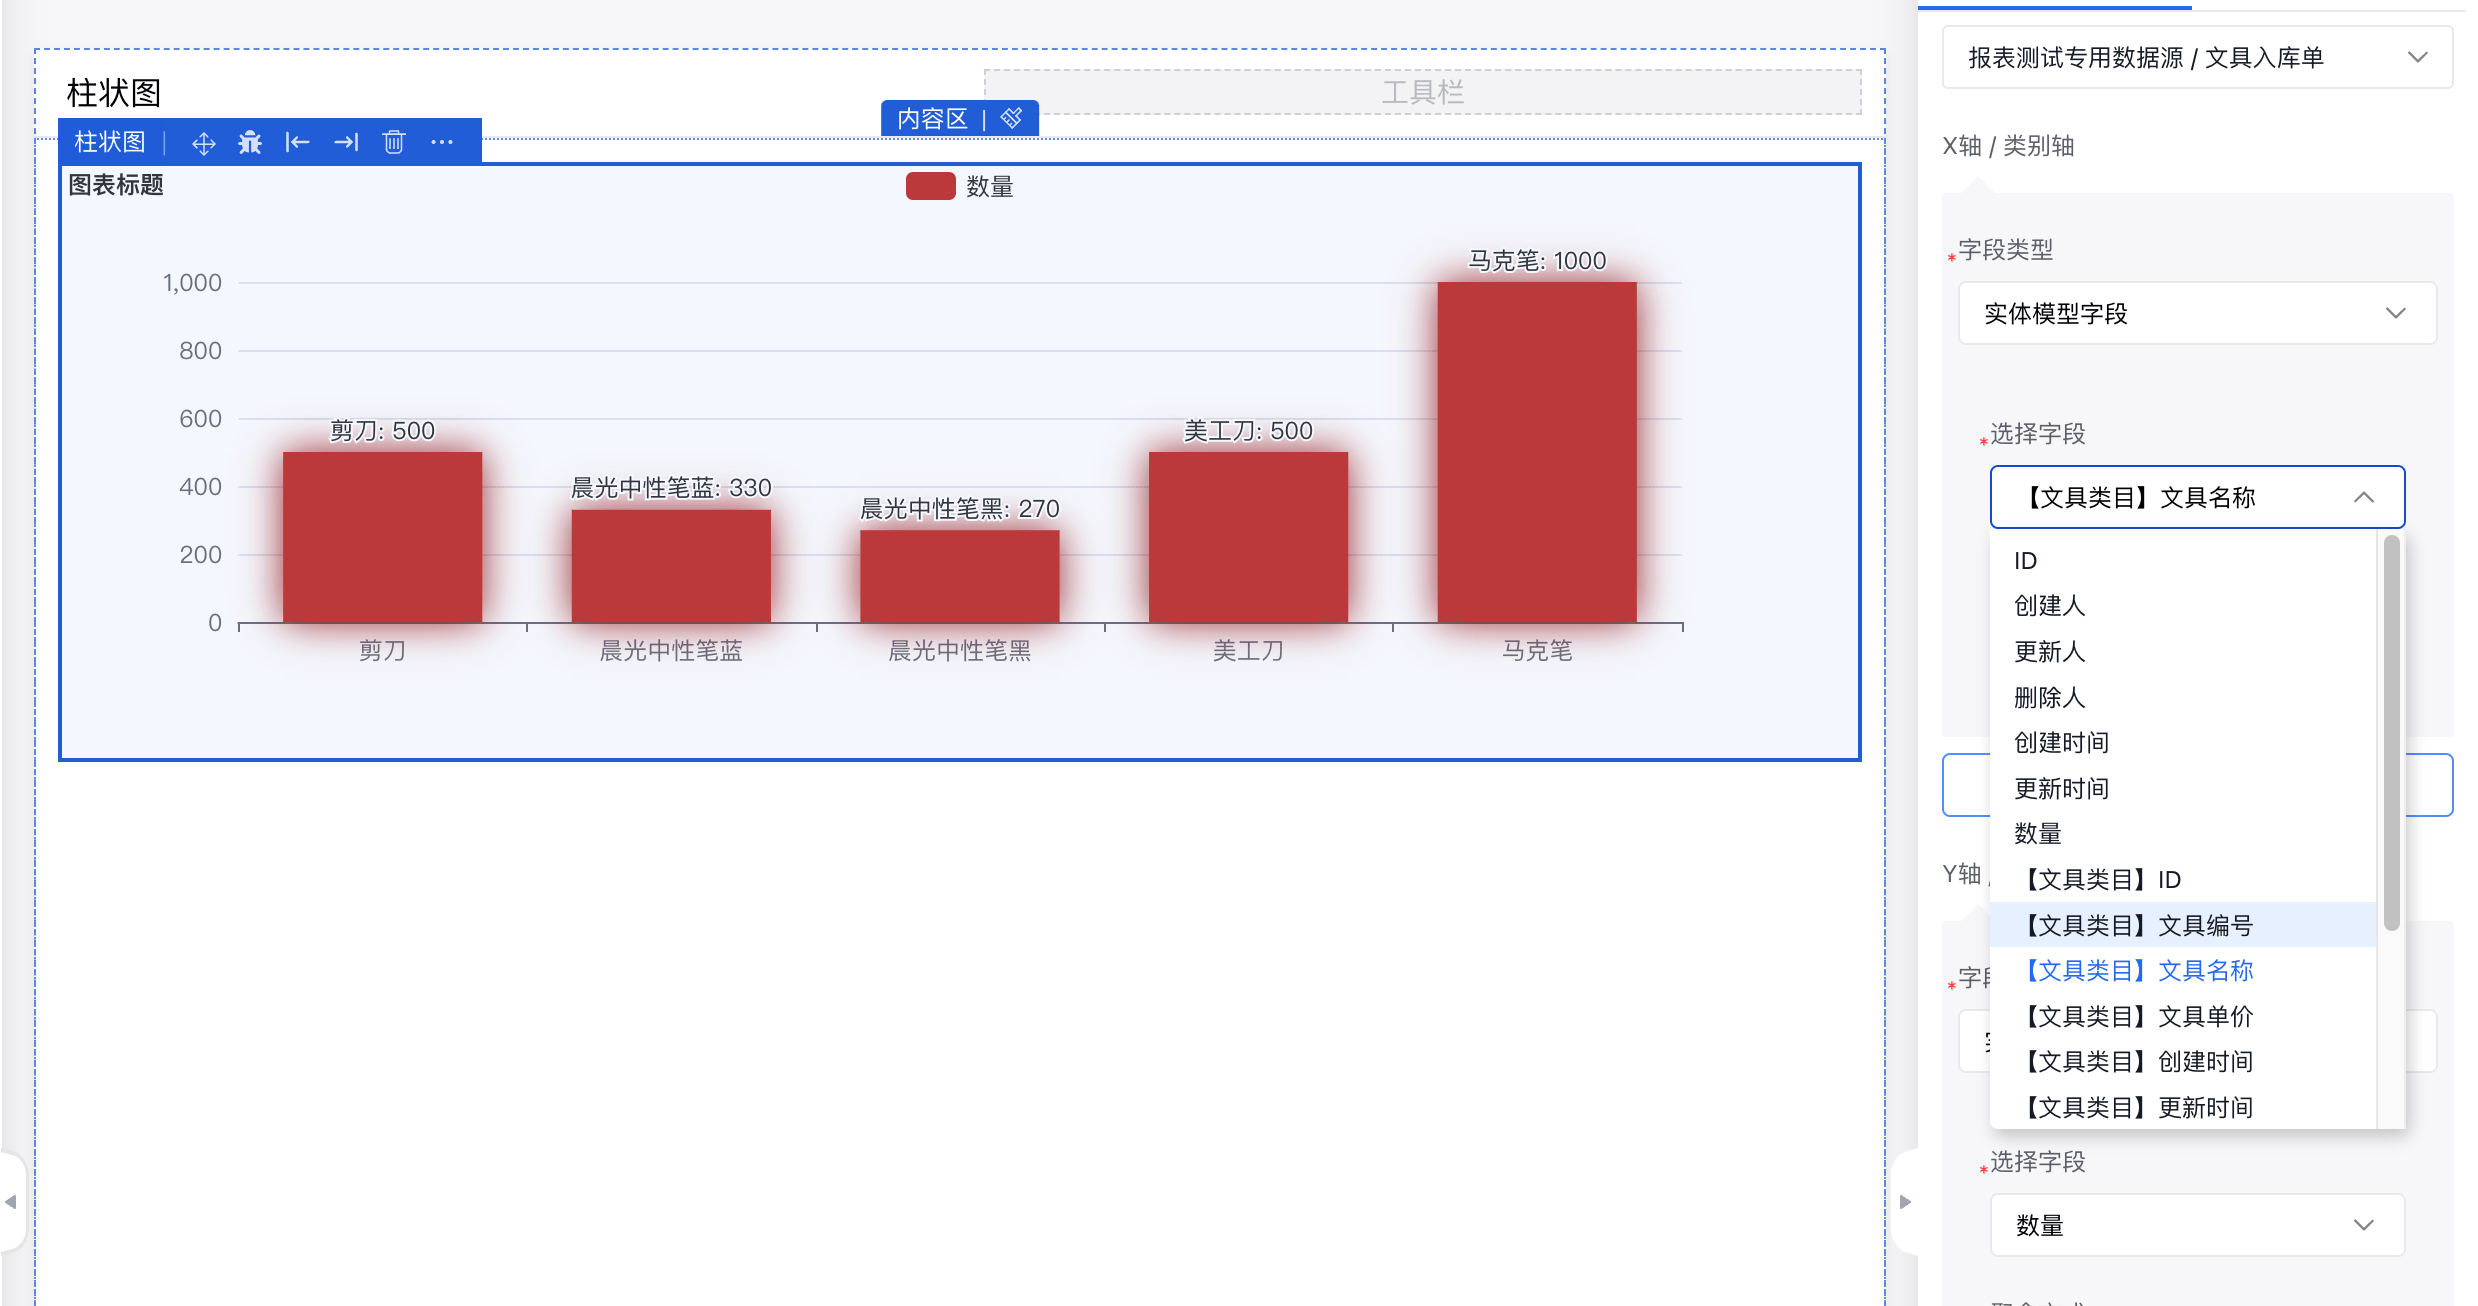 柱状图
工具栏
内容区
柱状图
图表标题
数量
1,000
800
600
400
200
0
剪刀: 500
晨光中性笔蓝: 330
晨光中性笔黑: 270
美工刀: 500
马克笔: 1000
剪刀
晨光中性笔蓝
晨光中性笔黑
美工刀
马克笔
报表测试专用数据源 / 文具入库单
X轴 / 类别轴
*字段类型
实体模型字段
*选择字段
【文具类目】文具名称
ID
创建人
更新人
删除人
创建时间
更新时间
数量
【文具类目】ID
【文具类目】文具编号
【文具类目】文具名称
【文具类目】文具单价
【文具类目】创建时间
【文具类目】更新时间
Y轴
*字段
*选择字段
数量